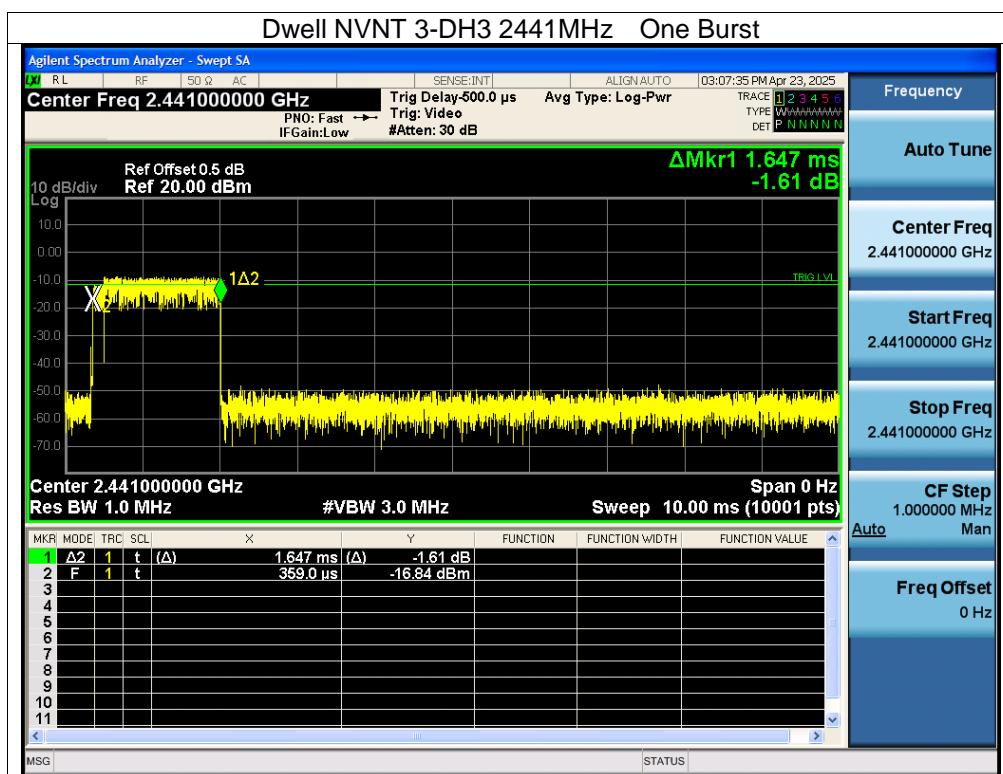 Dwell NVNT 3-DH3 2441MHz One Burst
Agilent Spectrum Analyzer - Swept SA
LXI RL RF 50 Ω AC SENSE:INT ALIGN AUTO 03:07:35 PM Apr 23, 2025
Center Freq 2.441000000 GHz Trig Delay-500.0 µs Avg Type: Log-Pwr TRACE 1 2 3 4 5 6
PNO: Fast Trig: Video TYPE WWWWWW
IFGain:Low #Atten: 30 dB DET P N N N N N
Frequency
Auto Tune
Center Freq
2.441000000 GHz
Start Freq
2.441000000 GHz
Stop Freq
2.441000000 GHz
CF Step
1.000000 MHz
Auto Man
Freq Offset
0 Hz
ΔMkr1 1.647 ms
-1.61 dB
Ref Offset 0.5 dB
10 dB/div Ref 20.00 dBm
Log
10.0
0.00
-10.0
-20.0
-30.0
-40.0
-50.0
-60.0
-70.0
1Δ2
2
TRIG LVL
Center 2.441000000 GHz Span 0 Hz
Res BW 1.0 MHz #VBW 3.0 MHz Sweep 10.00 ms (10001 pts)
MKR MODE TRC SCL X Y FUNCTION FUNCTION WIDTH FUNCTION VALUE
1 Δ2 1 t (Δ) 1.647 ms (Δ) -1.61 dB
2 F 1 t 359.0 µs -16.84 dBm
3
4
5
6
7
8
9
10
11
MSG STATUS